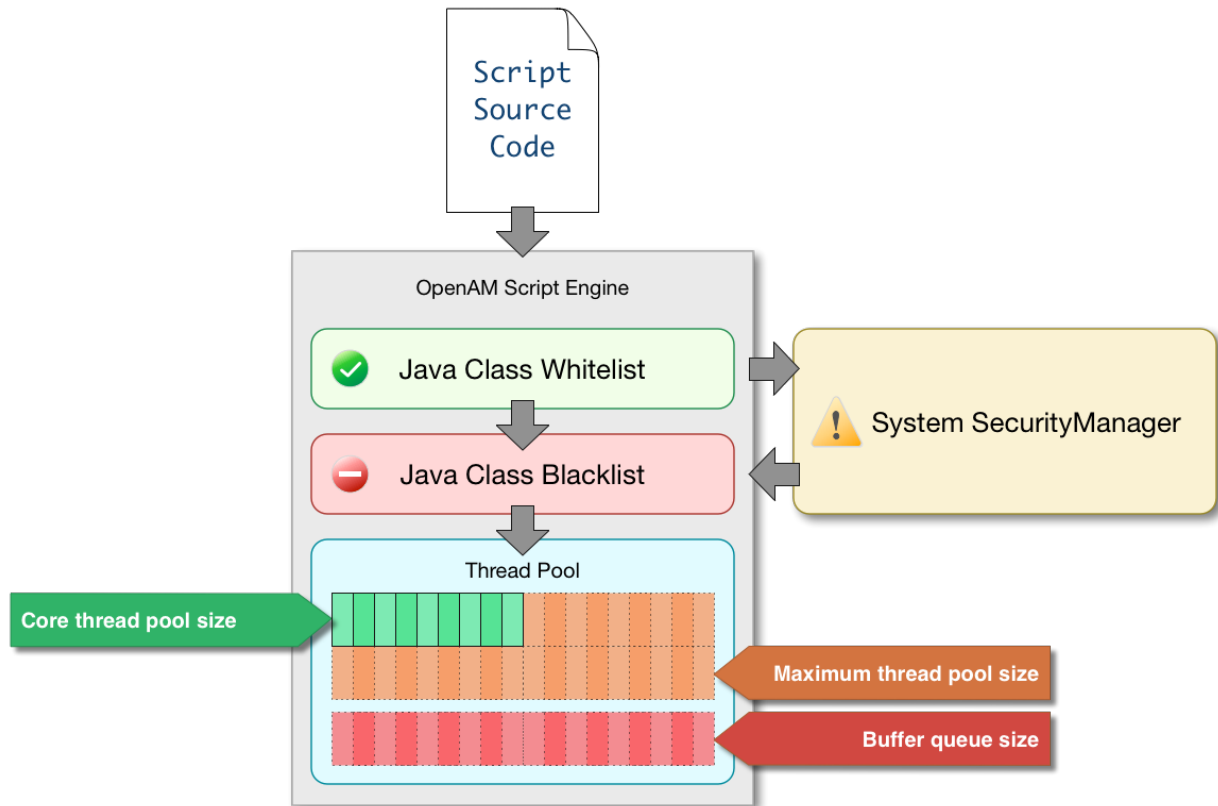 Script
Source
Code
OpenAM Script Engine
Java Class Whitelist
System SecurityManager
Java Class Blacklist
Thread Pool
Core thread pool size
Maximum thread pool size
Buffer queue size